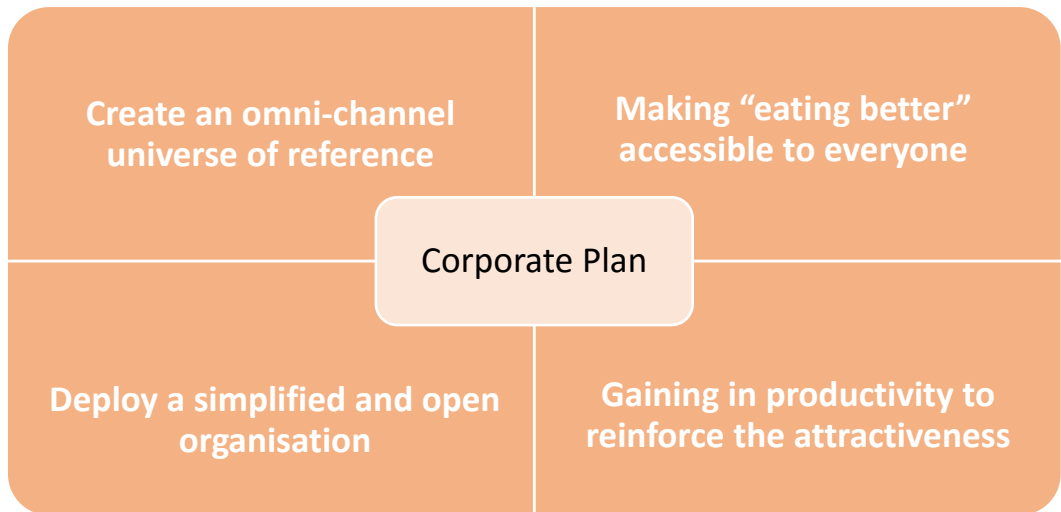 Create an omni-channel
universe of reference
Making “eating better”
accessible to everyone
Corporate Plan
Deploy a simplified and open
organisation
Gaining in productivity to
reinforce the attractiveness